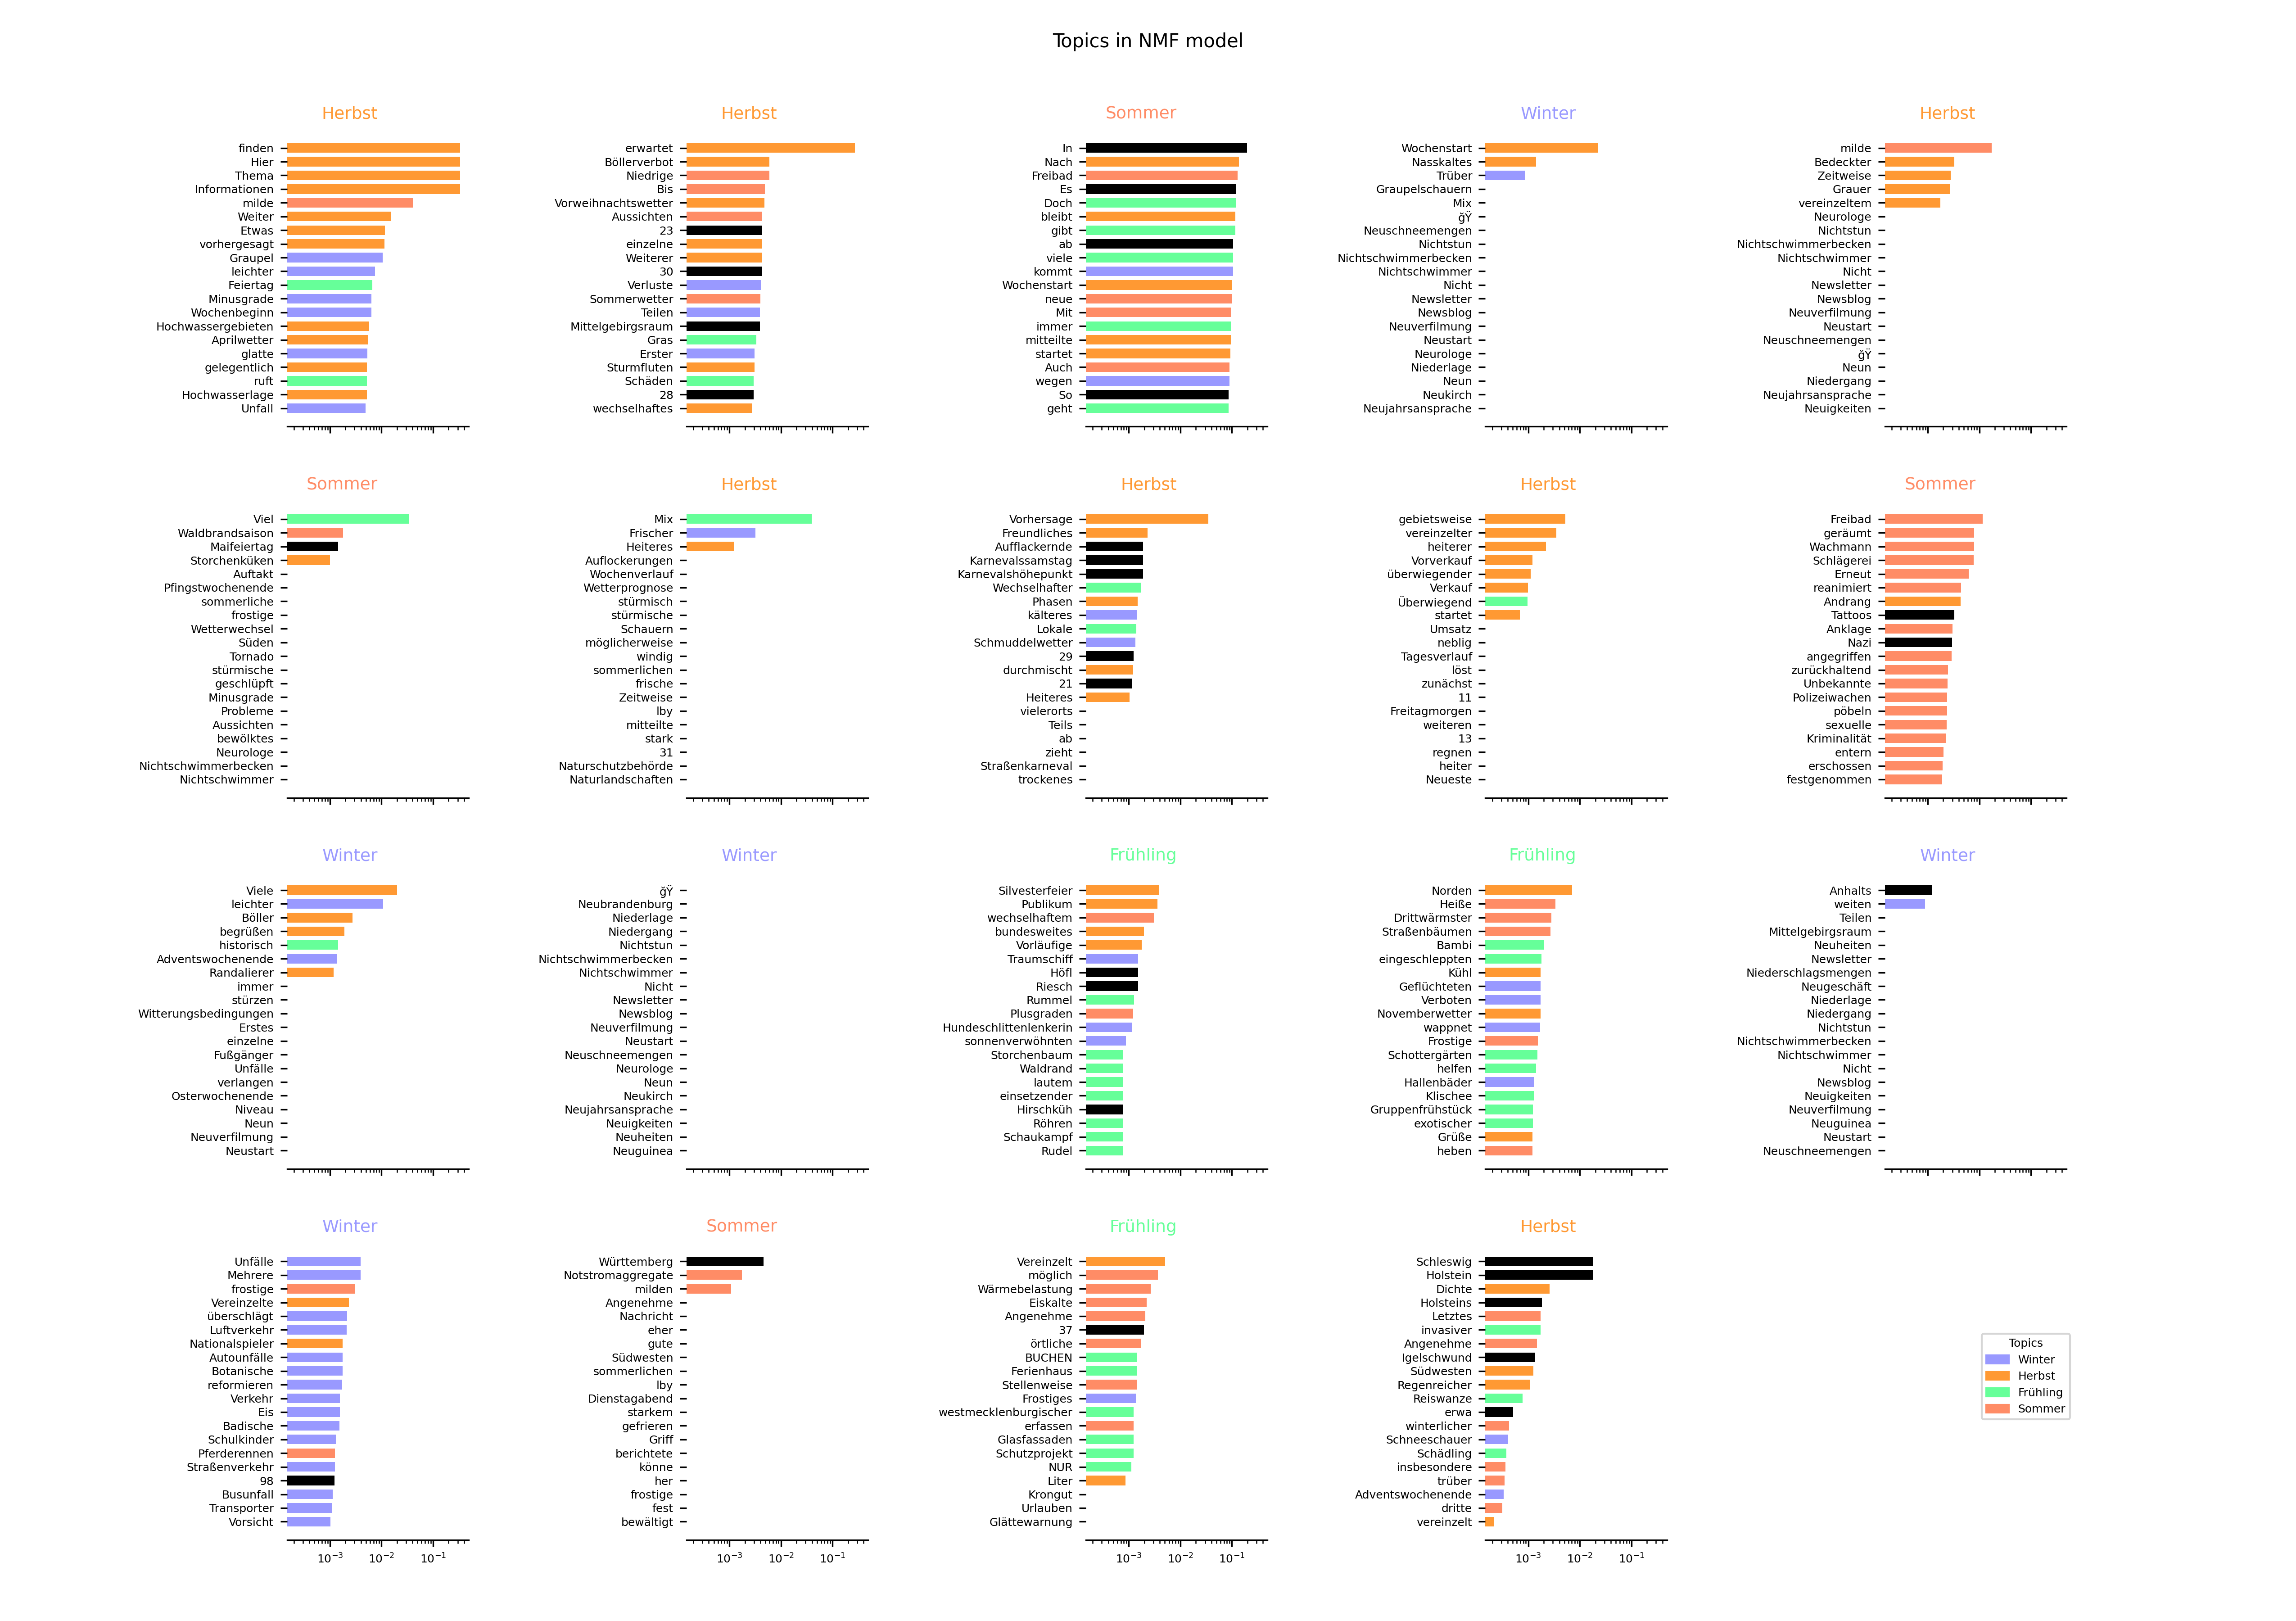 Topics in NMF model
Herbst
finden
Hier
Thema
Informationen
milde
Weiter
Etwas
vorhergesagt
Graupel
leichter
Feiertag
Minusgrade
Wochenbeginn
Hochwassergebieten
Aprilwetter
glatte
gelegentlich
ruft
Hochwasserlage
Unfall
Herbst
erwartet
Böllerverbot
Niedrige
Bis
Vorweihnachtswetter
Aussichten
23
einzelne
Weiterer
30
Verluste
Sommerwetter
Teilen
Mittelgebirgsraum
Gras
Erster
Sturmfluten
Schäden
28
wechselhaftes
Sommer
In
Nach
Freibad
Es
Doch
bleibt
gibt
ab
viele
kommt
Wochenstart
neue
Mit
immer
mitteilte
startet
Auch
wegen
So
geht
Winter
Wochenstart
Nasskaltes
Trüber
Graupelschauern
Mix
ğŸ
Neuschneemengen
Nichtstun
Nichtschwimmerbecken
Nichtschwimmer
Nicht
Newsletter
Newsblog
Neuverfilmung
Neustart
Neurologe
Niederlage
Neun
Neukirch
Neujahrsansprache
Herbst
milde
Bedeckter
Zeitweise
Grauer
vereinzeltem
Neurologe
Nichtstun
Nichtschwimmerbecken
Nichtschwimmer
Nicht
Newsletter
Newsblog
Neuverfilmung
Neustart
Neuschneemengen
ğŸ
Neun
Niedergang
Neujahrsansprache
Neuigkeiten
Sommer
Viel
Waldbrandsaison
Maifeiertag
Storchenküken
Auftakt
Pfingstwochenende
sommerliche
frostige
Wetterwechsel
Süden
Tornado
stürmische
geschlüpft
Minusgrade
Probleme
Aussichten
bewölktes
Neurologe
Nichtschwimmerbecken
Nichtschwimmer
Herbst
Mix
Frischer
Heiteres
Auflockerungen
Wochenverlauf
Wetterprognose
stürmisch
stürmische
Schauern
möglicherweise
windig
sommerlichen
frische
Zeitweise
lby
mitteilte
stark
31
Naturschutzbehörde
Naturlandschaften
Herbst
Vorhersage
Freundliches
Aufflackernde
Karnevalssamstag
Karnevalshöhepunkt
Wechselhafter
Phasen
kälteres
Lokale
Schmuddelwetter
29
durchmischt
21
Heiteres
vielerorts
Teils
ab
zieht
Straßenkarneval
trockenes
Herbst
gebietsweise
vereinzelter
heiterer
Vorverkauf
überwiegender
Verkauf
Überwiegend
startet
Umsatz
neblig
Tagesverlauf
löst
zunächst
11
Freitagmorgen
weiteren
13
regnen
heiter
Neueste
Sommer
Freibad
geräumt
Wachmann
Schlägerei
Erneut
reanimiert
Andrang
Tattoos
Anklage
Nazi
angegriffen
zurückhaltend
Unbekannte
Polizeiwachen
pöbeln
sexuelle
Kriminalität
entern
erschossen
festgenommen
Winter
Viele
leichter
Böller
begrüßen
historisch
Adventswochenende
Randalierer
immer
stürzen
Witterungsbedingungen
Erstes
einzelne
Fußgänger
Unfälle
verlangen
Osterwochenende
Niveau
Neun
Neuverfilmung
Neustart
Winter
ğŸ
Neubrandenburg
Niederlage
Niedergang
Nichtstun
Nichtschwimmerbecken
Nichtschwimmer
Nicht
Newsletter
Newsblog
Neuverfilmung
Neustart
Neuschneemengen
Neurologe
Neun
Neukirch
Neujahrsansprache
Neuigkeiten
Neuheiten
Neuguinea
Frühling
Silvesterfeier
Publikum
wechselhaftem
bundesweites
Vorläufige
Traumschiff
Höfl
Riesch
Rummel
Plusgraden
Hundeschlittenlenkerin
sonnenverwöhnten
Storchenbaum
Waldrand
lautem
einsetzender
Hirschküh
Röhren
Schaukampf
Rudel
Frühling
Norden
Heiße
Drittwärmster
Straßenbäumen
Bambi
eingeschleppten
Kühl
Geflüchteten
Verboten
Novemberwetter
wappnet
Frostige
Schottergärten
helfen
Hallenbäder
Klischee
Gruppenfrühstück
exotischer
Grüße
heben
Winter
Anhalts
weiten
Teilen
Mittelgebirgsraum
Neuheiten
Newsletter
Niederschlagsmengen
Neugeschäft
Niederlage
Niedergang
Nichtstun
Nichtschwimmerbecken
Nichtschwimmer
Nicht
Newsblog
Neuigkeiten
Neuverfilmung
Neuguinea
Neustart
Neuschneemengen
Winter
Unfälle
Mehrere
frostige
Vereinzelte
überschlägt
Luftverkehr
Nationalspieler
Autounfälle
Botanische
reformieren
Verkehr
Eis
Badische
Schulkinder
Pferderennen
Straßenverkehr
98
Busunfall
Transporter
Vorsicht
10⁻³ 10⁻² 10⁻¹
Sommer
Württemberg
Notstromaggregate
milden
Angenehme
Nachricht
eher
gute
Südwesten
sommerlichen
lby
Dienstagabend
starkem
gefrieren
Griff
berichtete
könne
her
frostige
fest
bewältigt
10⁻³ 10⁻² 10⁻¹
Frühling
Vereinzelt
möglich
Wärmebelastung
Eiskalte
Angenehme
37
örtliche
BUCHEN
Ferienhaus
Stellenweise
Frostiges
westmecklenburgischer
erfassen
Glasfassaden
Schutzprojekt
NUR
Liter
Krongut
Urlauben
Glättewarnung
10⁻³ 10⁻² 10⁻¹
Herbst
Schleswig
Holstein
Dichte
Holsteins
Letztes
invasiver
Angenehme
Igelschwund
Südwesten
Regenreicher
Reiswanze
erwa
winterlicher
Schneeschauer
Schädling
insbesondere
trüber
Adventswochenende
dritte
vereinzelt
10⁻³ 10⁻² 10⁻¹
Topics
Winter
Herbst
Frühling
Sommer